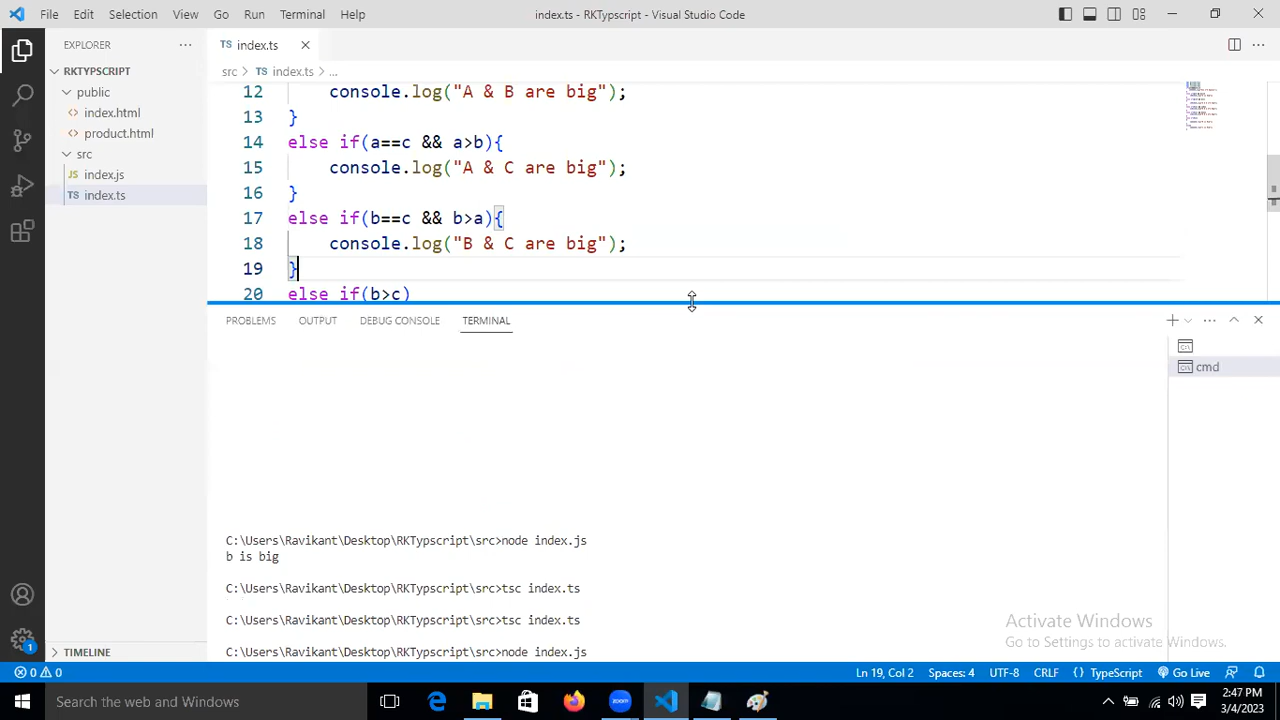 File Edit Selection View Go Run Terminal Help index.ts - RKTypscript - Visual Studio Code
EXPLORER
TS index.ts
RKTYPSCRIPT
public
<> index.html
<> product.html
src
JS index.js
TS index.ts
src > TS index.ts > ...
12 console.log("A & B are big");
13 }
14 else if(a==c && a>b){
15 console.log("A & C are big");
16 }
17 else if(b==c && b>a){
18 console.log("B & C are big");
19 }
20 else if(b>c)
PROBLEMS OUTPUT DEBUG CONSOLE TERMINAL
cmd
C:\Users\Ravikant\Desktop\RKTypscript\src>node index.js
b is big
C:\Users\Ravikant\Desktop\RKTypscript\src>tsc index.ts
C:\Users\Ravikant\Desktop\RKTypscript\src>tsc index.ts
C:\Users\Ravikant\Desktop\RKTypscript\src>node index.js
Activate Windows
Go to Settings to activate Windows.
1
TIMELINE
0 0 Ln 19, Col 2 Spaces: 4 UTF-8 CRLF {} TypeScript Go Live
Search the web and Windows
2:47 PM
3/4/2023